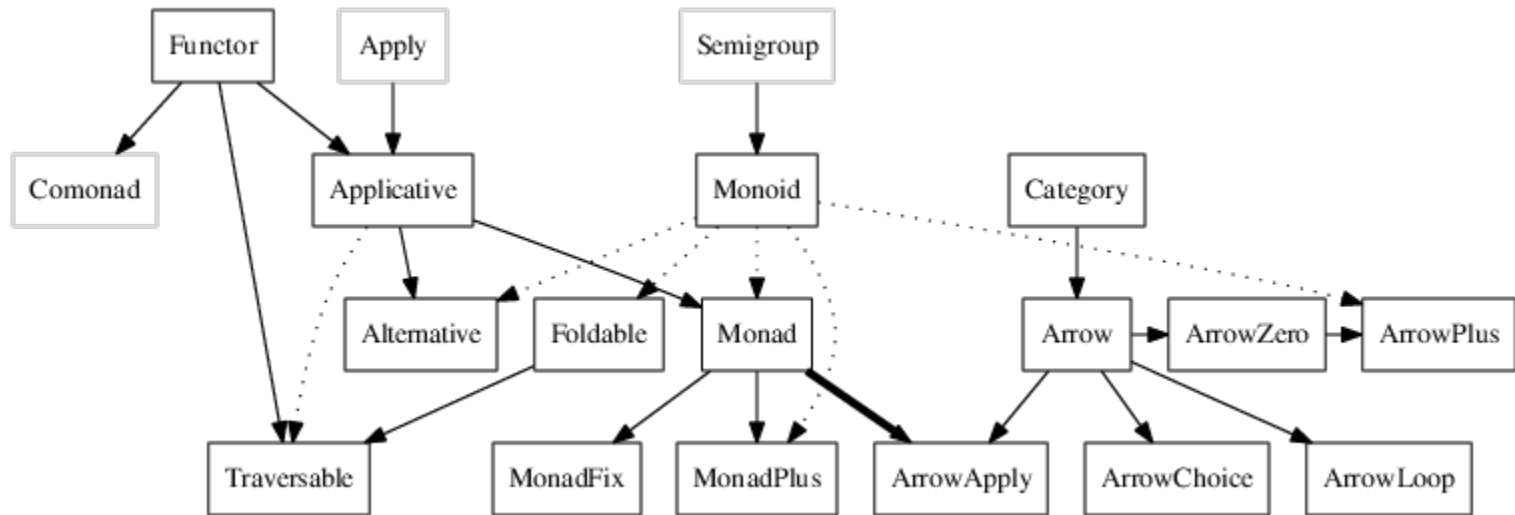 Functor
Apply
Semigroup
Comonad
Applicative
Monoid
Category
Alternative
Foldable
Monad
Arrow
ArrowZero
ArrowPlus
Traversable
MonadFix
MonadPlus
ArrowApply
ArrowChoice
ArrowLoop